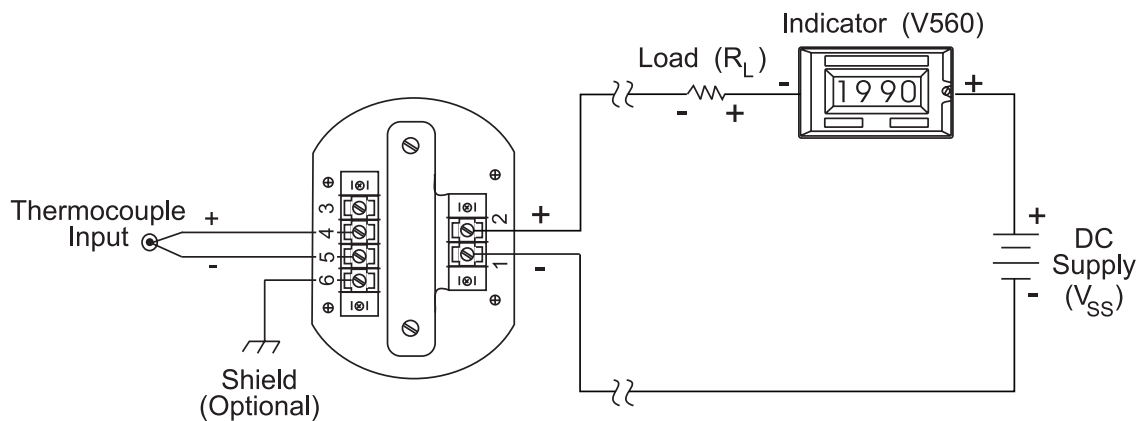 Indicator (V560)
Load (RL)
- +
- +
1990
Thermocouple
Input
+
-
3
4
5
6
2
1
+
-
Shield
(Optional)
+
DC
Supply
-
(VSS)